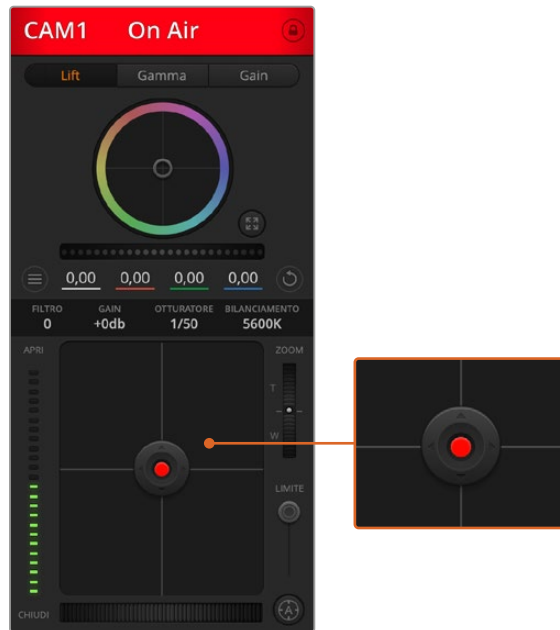 CAM1 On Air
Lift Gamma Gain
0,00 0,00 0,00 0,00
FILTRO GAIN OTTURATORE BILANCIAMENTO
0 +0db 1/50 5600K
APRI ZOOM
T
W
LIMITE
CHIUDI A